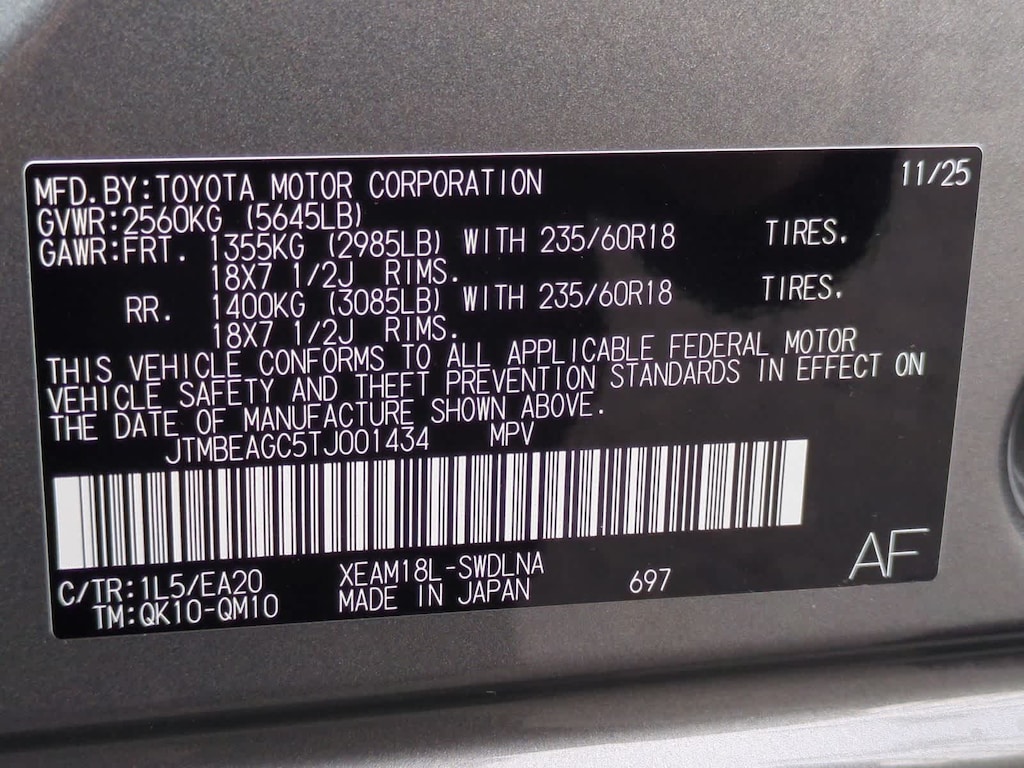 MFD.BY:TOYOTA MOTOR CORPORATION 11/25
GVWR:2560KG (5645LB)
GAWR:FRT. 1355KG (2985LB) WITH 235/60R18 TIRES.
18X7 1/2J RIMS.
RR. 1400KG (3085LB) WITH 235/60R18 TIRES.
18X7 1/2J RIMS.
THIS VEHICLE CONFORMS TO ALL APPLICABLE FEDERAL MOTOR
VEHICLE SAFETY AND THEFT PREVENTION STANDARDS IN EFFECT ON
THE DATE OF MANUFACTURE SHOWN ABOVE.
JTMBEAGC5TJ001434 MPV
C/TR:1L5/EA20 XEAM18L-SWDLNA 697 AF
TM:QK10-QM10 MADE IN JAPAN